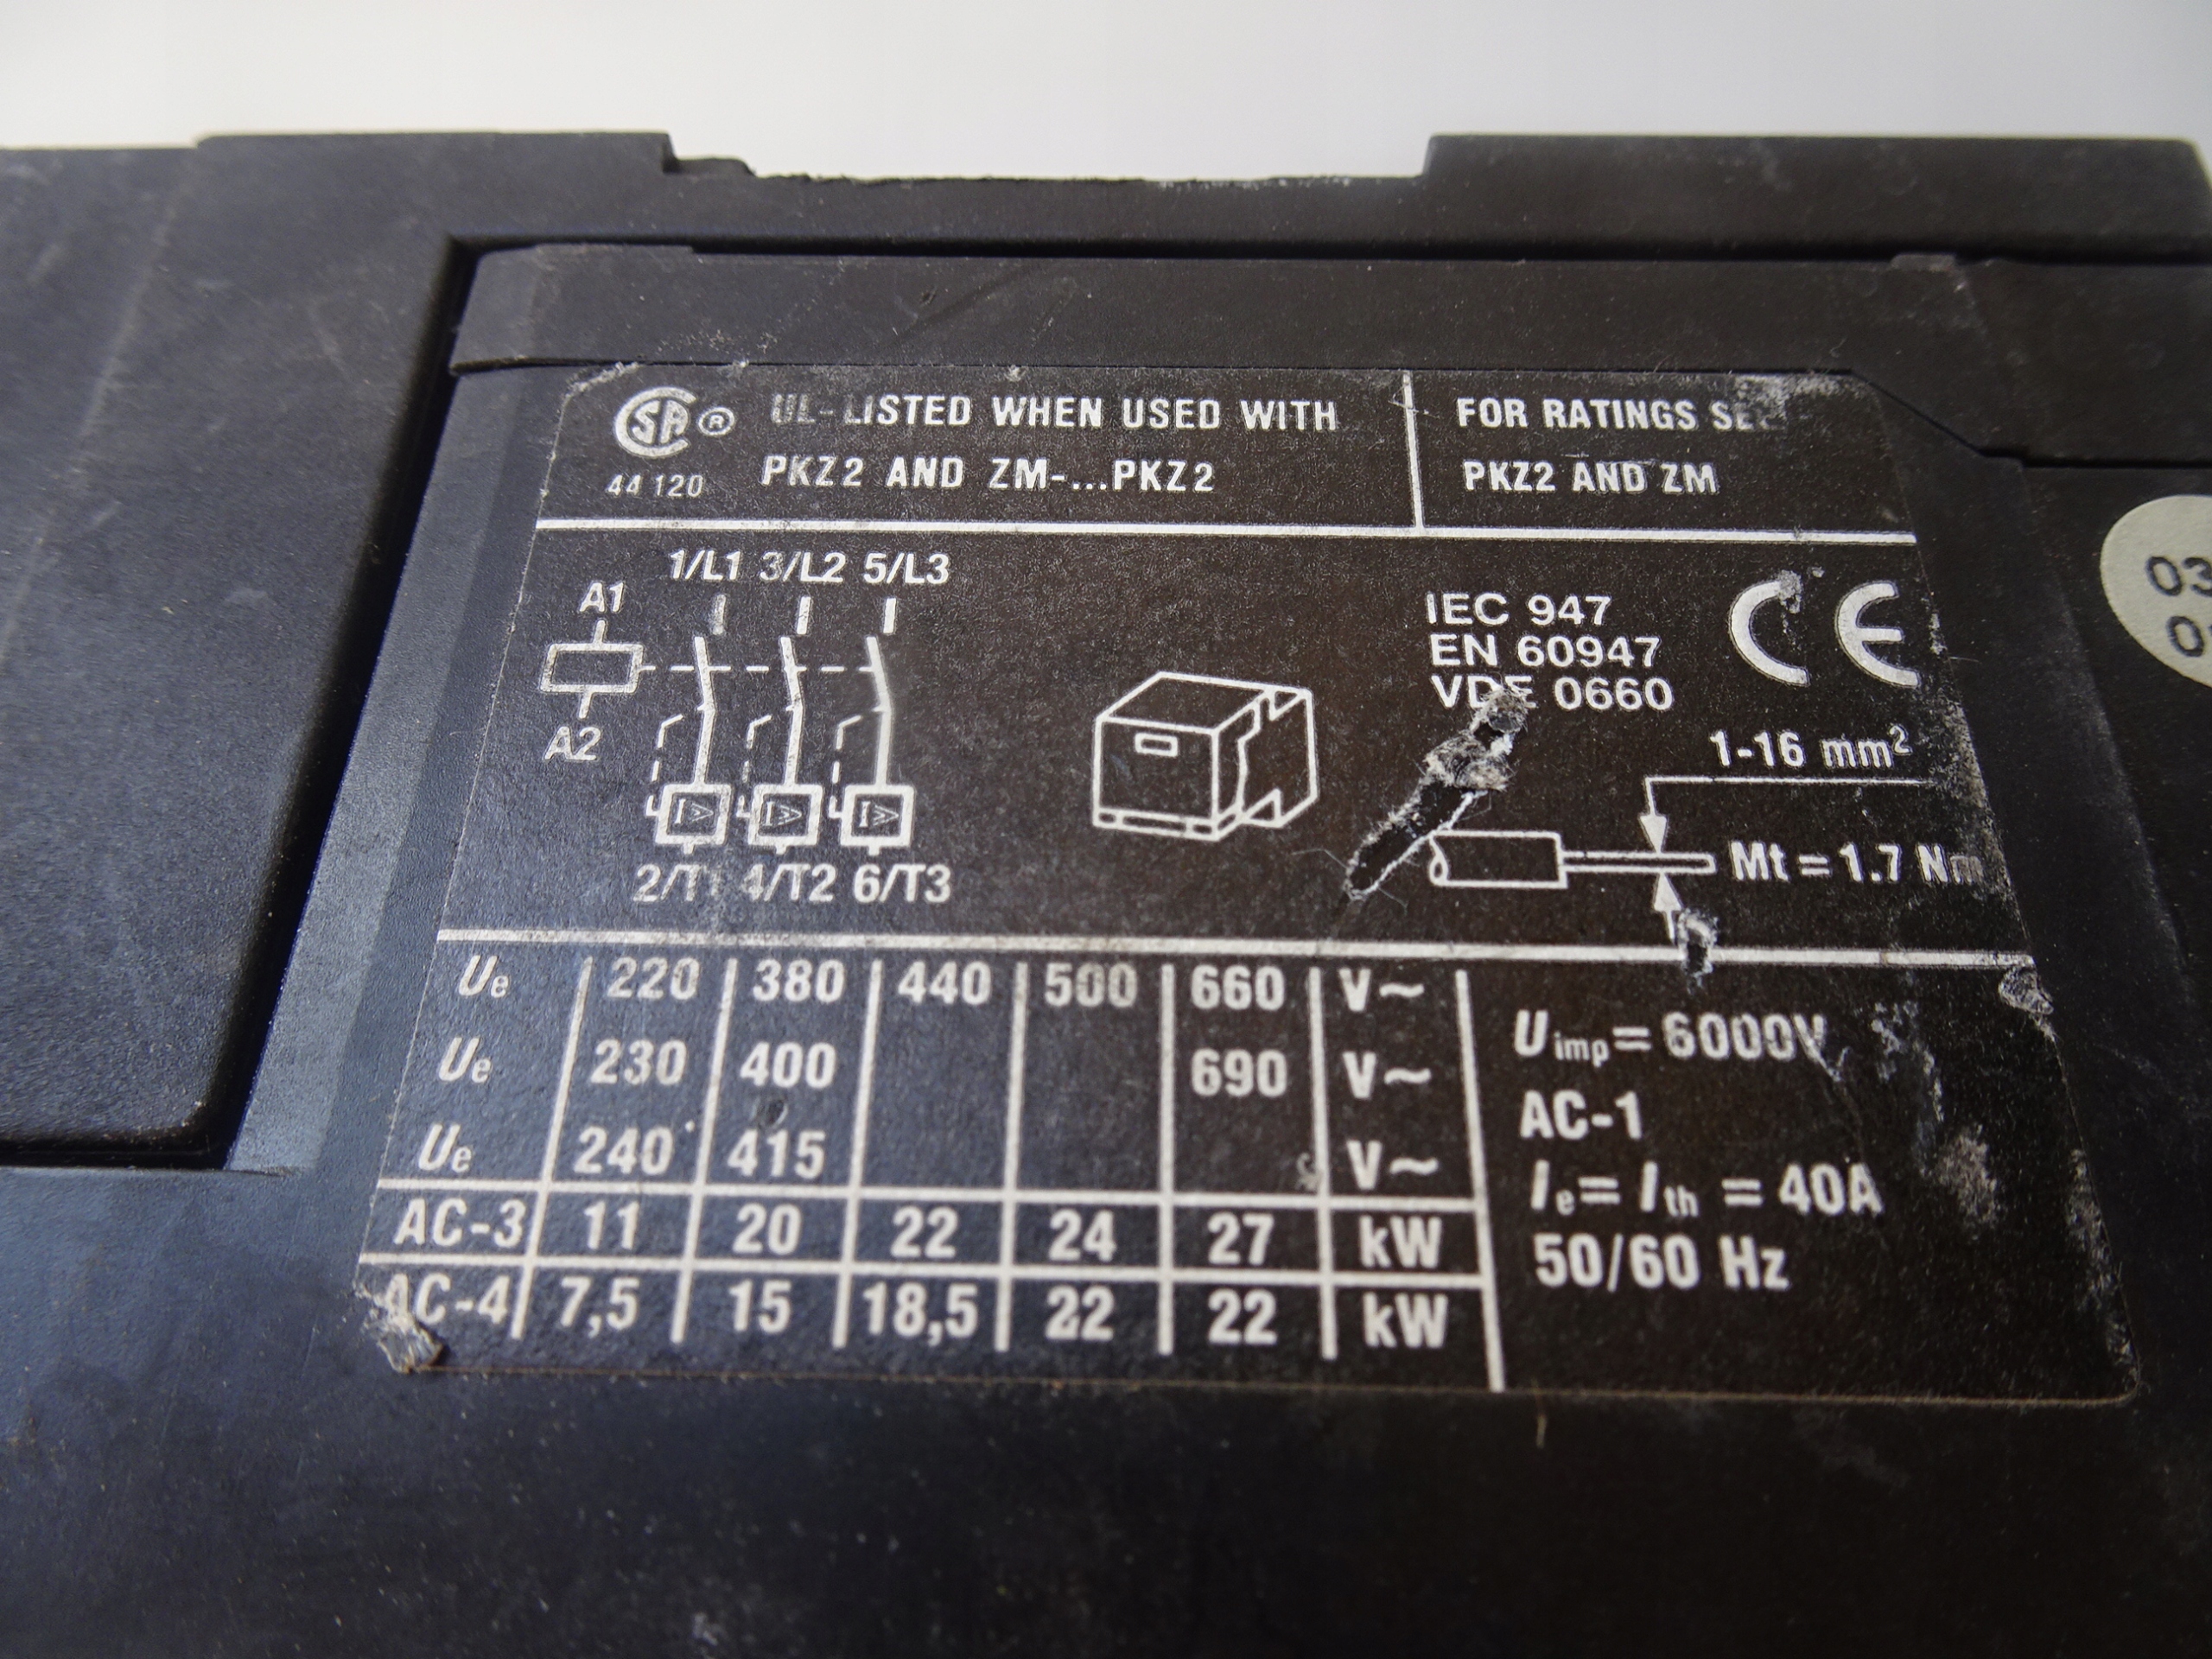 SA ® UL-LISTED WHEN USED WITH FOR RATINGS
44 120 PKZ2 AND ZM-...PKZ2 PKZ2 AND ZM
1/L1 3/L2 5/L3
A1
A2
I> I> I>
2/T1 4/T2 6/T3
IEC 947
EN 60947
VDE 0660
CE
1-16 mm²
Mt = 1.7 Nm
Ue 220 380 440 500 660 V~
Ue 230 400 690 V~
Ue 240 415 V~
AC-3 11 20 22 24 27 kW
AC-4 7,5 15 18,5 22 22 kW
Uimp = 6000V
AC-1
Ie = Ith = 40A
50/60 Hz
03